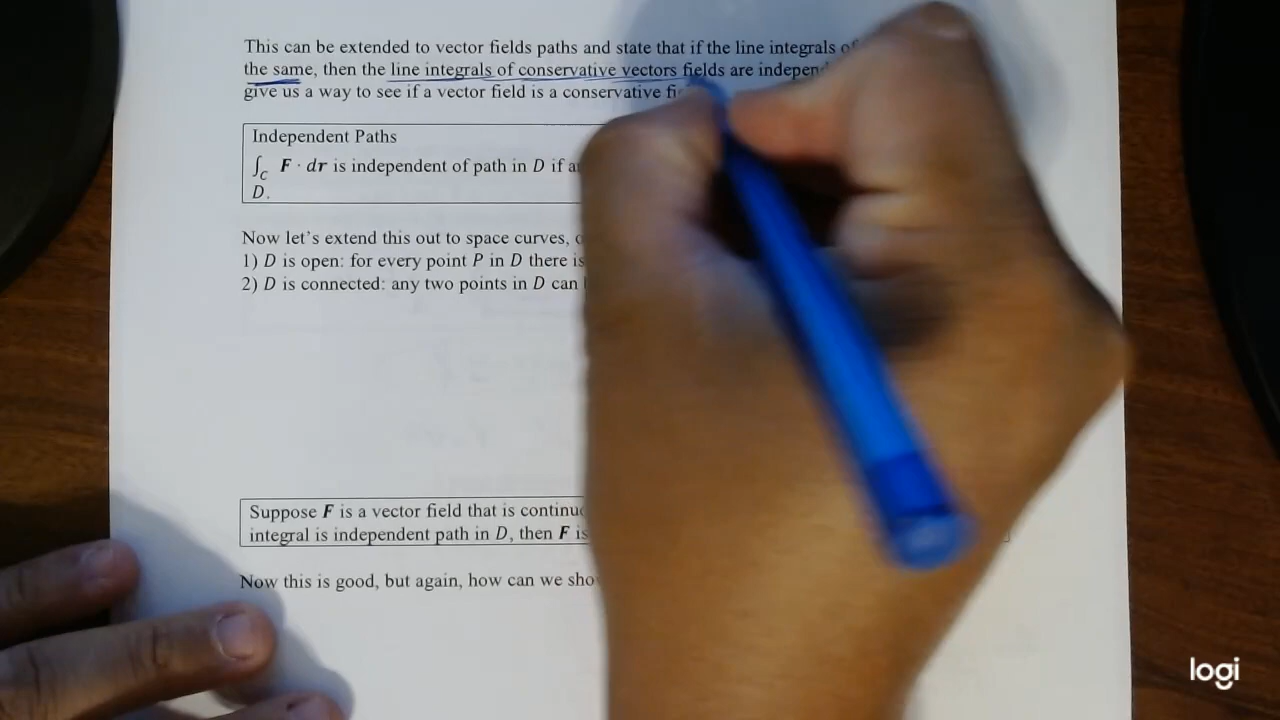 This can be extended to vector fields paths and state that if the line integrals of
the same, then the line integrals of conservative vectors fields are
give us a way to see if a vector field is a conservative
Independent Paths
∫_C F · dr is independent of path in D if
D.
Now let's extend this out to space curves,
1) D is open: for every point P in D there is
2) D is connected: any two points in D can
Suppose F is a vector field that is
integral is independent path in D, then F is
Now this is good, but again, how can we
logi